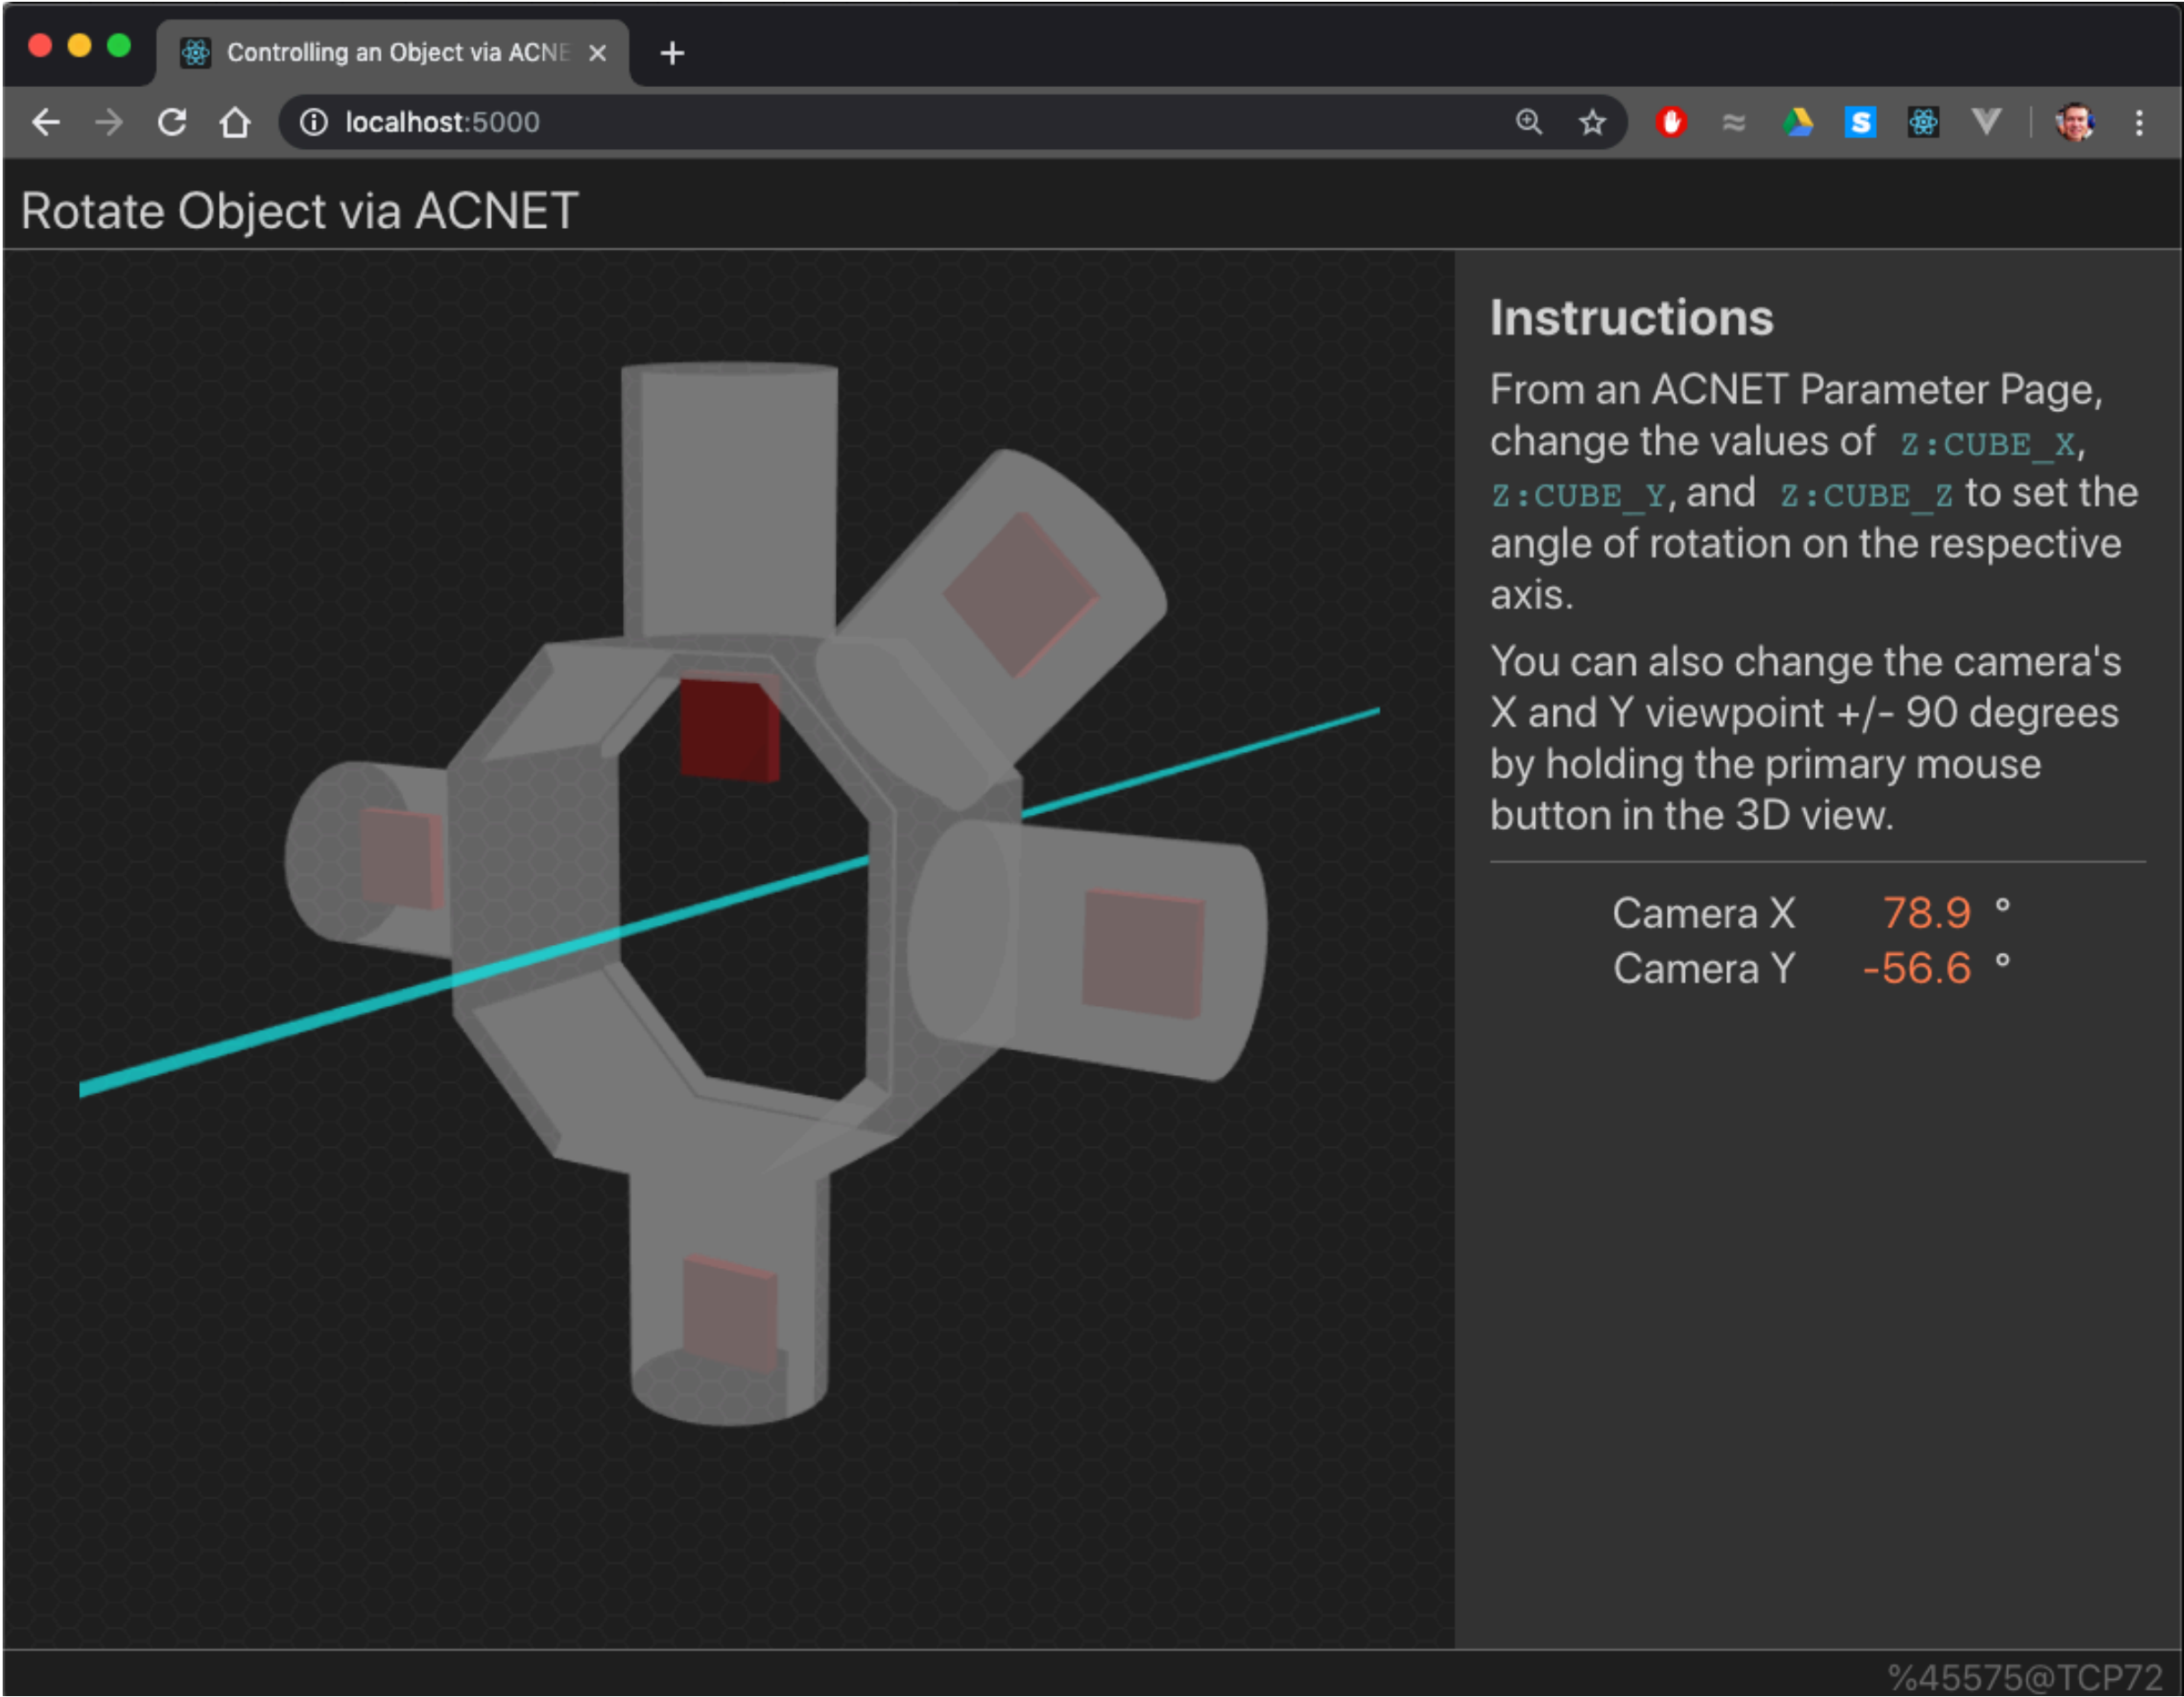 Controlling an Object via ACNE
localhost:5000
Rotate Object via ACNET
Instructions
From an ACNET Parameter Page,
change the values of Z:CUBE_X,
Z:CUBE_Y, and Z:CUBE_Z to set the
angle of rotation on the respective
axis.
You can also change the camera's
X and Y viewpoint +/- 90 degrees
by holding the primary mouse
button in the 3D view.
Camera X 78.9 °
Camera Y -56.6 °
%45575@TCP72